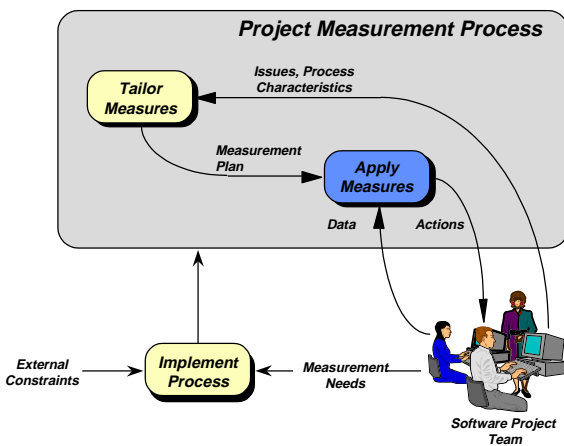 Project Measurement Process
Issues, Process
Characteristics
Tailor
Measures
Measurement
Plan
Apply
Measures
Data
Actions
External
Constraints
Implement
Process
Measurement
Needs
Software Project
Team